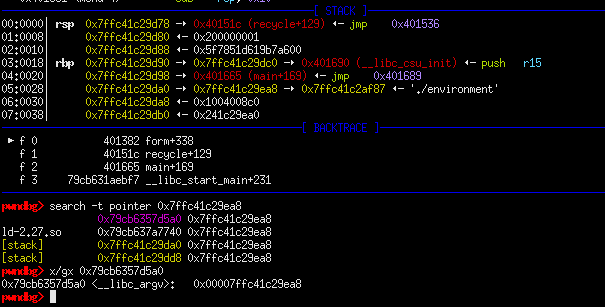 [ STACK ]
00:0000│ rsp 0x7ffc41c29d78 → 0x40151c (recycle+129) ← jmp 0x401536
01:0008│ 0x7ffc41c29d80 ← 0x200000001
02:0010│ 0x7ffc41c29d88 ← 0x5f7851d619b7a600
03:0018│ rbp 0x7ffc41c29d90 → 0x7ffc41c29dc0 → 0x401690 (__libc_csu_init) ← push r15
04:0020│ 0x7ffc41c29d98 → 0x401665 (main+169) ← jmp 0x401689
05:0028│ 0x7ffc41c29da0 → 0x7ffc41c29ea8 → 0x7ffc41c2af87 ← './environment'
06:0030│ 0x7ffc41c29da8 ← 0x1004008c0
07:0038│ 0x7ffc41c29db0 ← 0x241c29ea0
[ BACKTRACE ]
► f 0 401382 form+338
f 1 40151c recycle+129
f 2 401665 main+169
f 3 79cb631aebf7 __libc_start_main+231
pwndbg> search -t pointer 0x7ffc41c29ea8
0x79cb6357d5a0 0x7ffc41c29ea8
ld-2.27.so 0x79cb637a7740 0x7ffc41c29ea8
[stack] 0x7ffc41c29da0 0x7ffc41c29ea8
[stack] 0x7ffc41c29dd8 0x7ffc41c29ea8
pwndbg> x/gx 0x79cb6357d5a0
0x79cb6357d5a0 <__libc_argv>: 0x00007ffc41c29ea8
pwndbg>